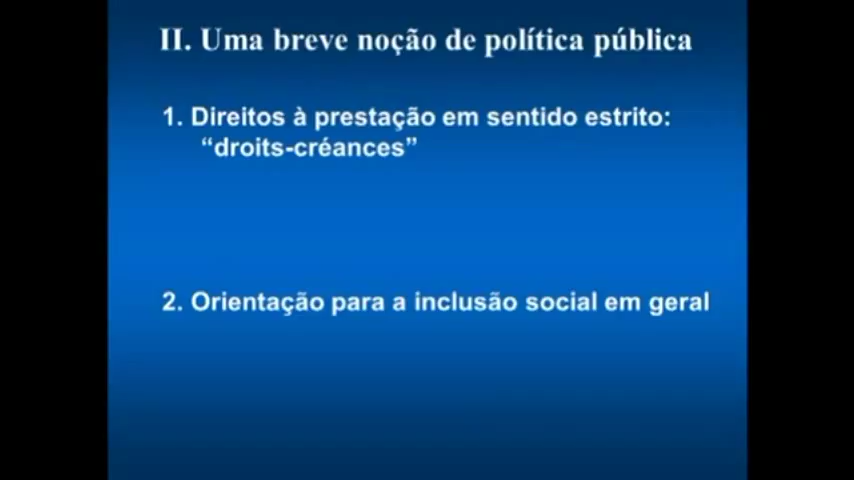 II. Uma breve noção de política pública
1. Direitos à prestação em sentido estrito:
“droits-créances”
2. Orientação para a inclusão social em geral